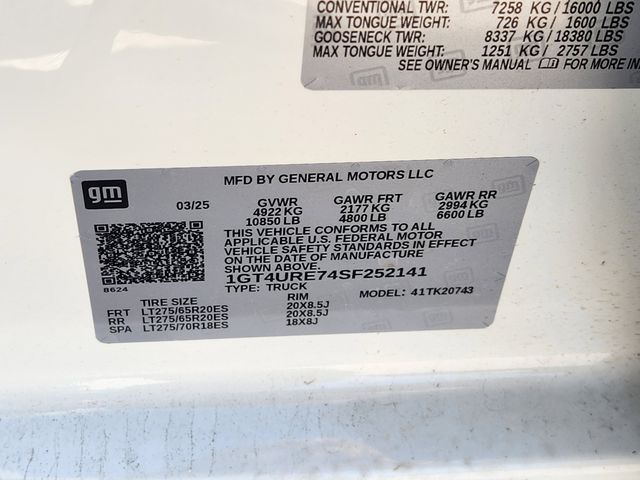 CONVENTIONAL TWR: 7258 KG/16000 LBS
MAX TONGUE WEIGHT: 726 KG/ 1600 LBS
GOOSENECK TWR: 8337 KG/18380 LBS
MAX TONGUE WEIGHT: 1251 KG/ 2757 LBS
SEE OWNER'S MANUAL FOR MORE IN
gm
MFD BY GENERAL MOTORS LLC
03/25 GVWR GAWR FRT GAWR RR
4922 KG 2177 KG 2994 KG
10850 LB 4800 LB 6600 LB
THIS VEHICLE CONFORMS TO ALL
APPLICABLE U.S. FEDERAL MOTOR
VEHICLE SAFETY STANDARDS IN EFFECT
ON THE DATE OF MANUFACTURE
SHOWN ABOVE.
8624
1GT4URE74SF252141
TYPE: TRUCK MODEL: 41TK20743
TIRE SIZE RIM
FRT LT275/65R20ES 20X8.5J
RR LT275/65R20ES 20X8.5J
SPA LT275/70R18ES 18X8J